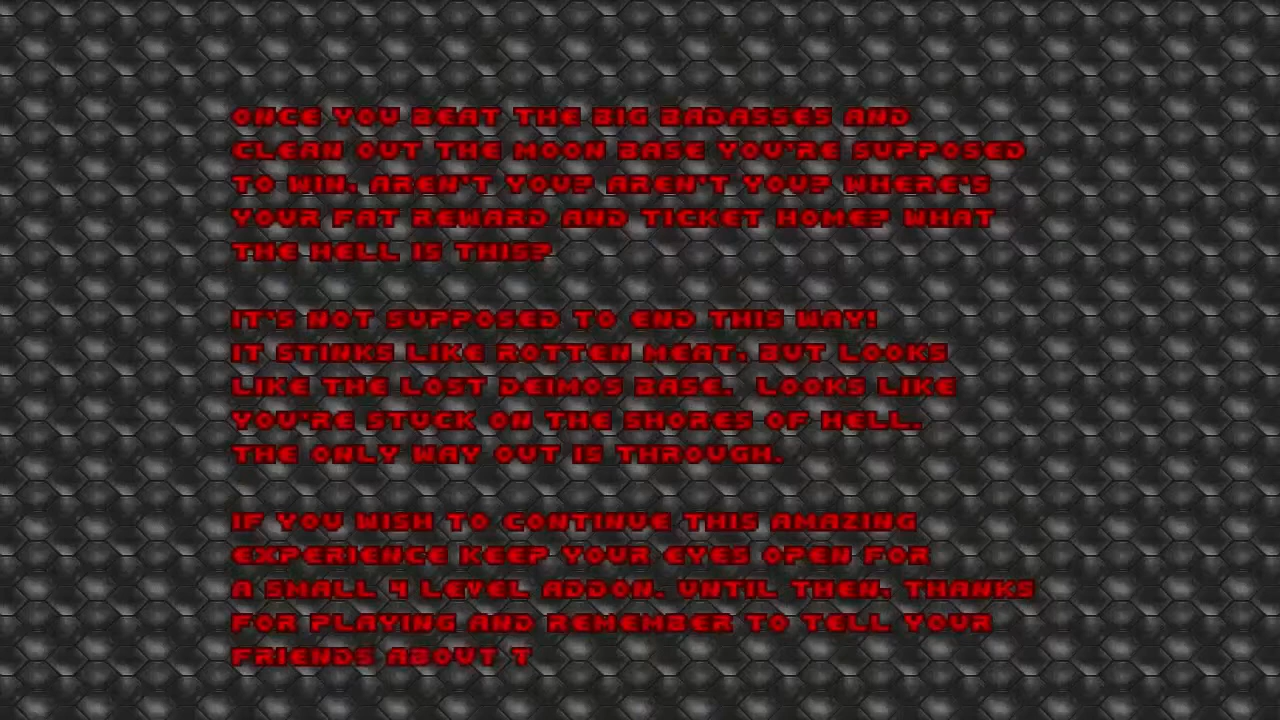 ONCE YOU BEAT THE BIG BADASSES AND
CLEAN OUT THE MOON BASE YOU'RE SUPPOSED
TO WIN, AREN'T YOU? AREN'T YOU? WHERE'S
YOUR FAT REWARD AND TICKET HOME? WHAT
THE HELL IS THIS?
IT'S NOT SUPPOSED TO END THIS WAY!
IT STINKS LIKE ROTTEN MEAT, BUT LOOKS
LIKE THE LOST DEIMOS BASE. LOOKS LIKE
YOU'RE STUCK ON THE SHORES OF HELL.
THE ONLY WAY OUT IS THROUGH.
IF YOU WISH TO CONTINUE THIS AMAZING
EXPERIENCE KEEP YOUR EYES OPEN FOR
A SMALL 4 LEVEL ADDON. UNTIL THEN, THANKS
FOR PLAYING AND REMEMBER TO TELL YOUR
FRIENDS ABOUT T